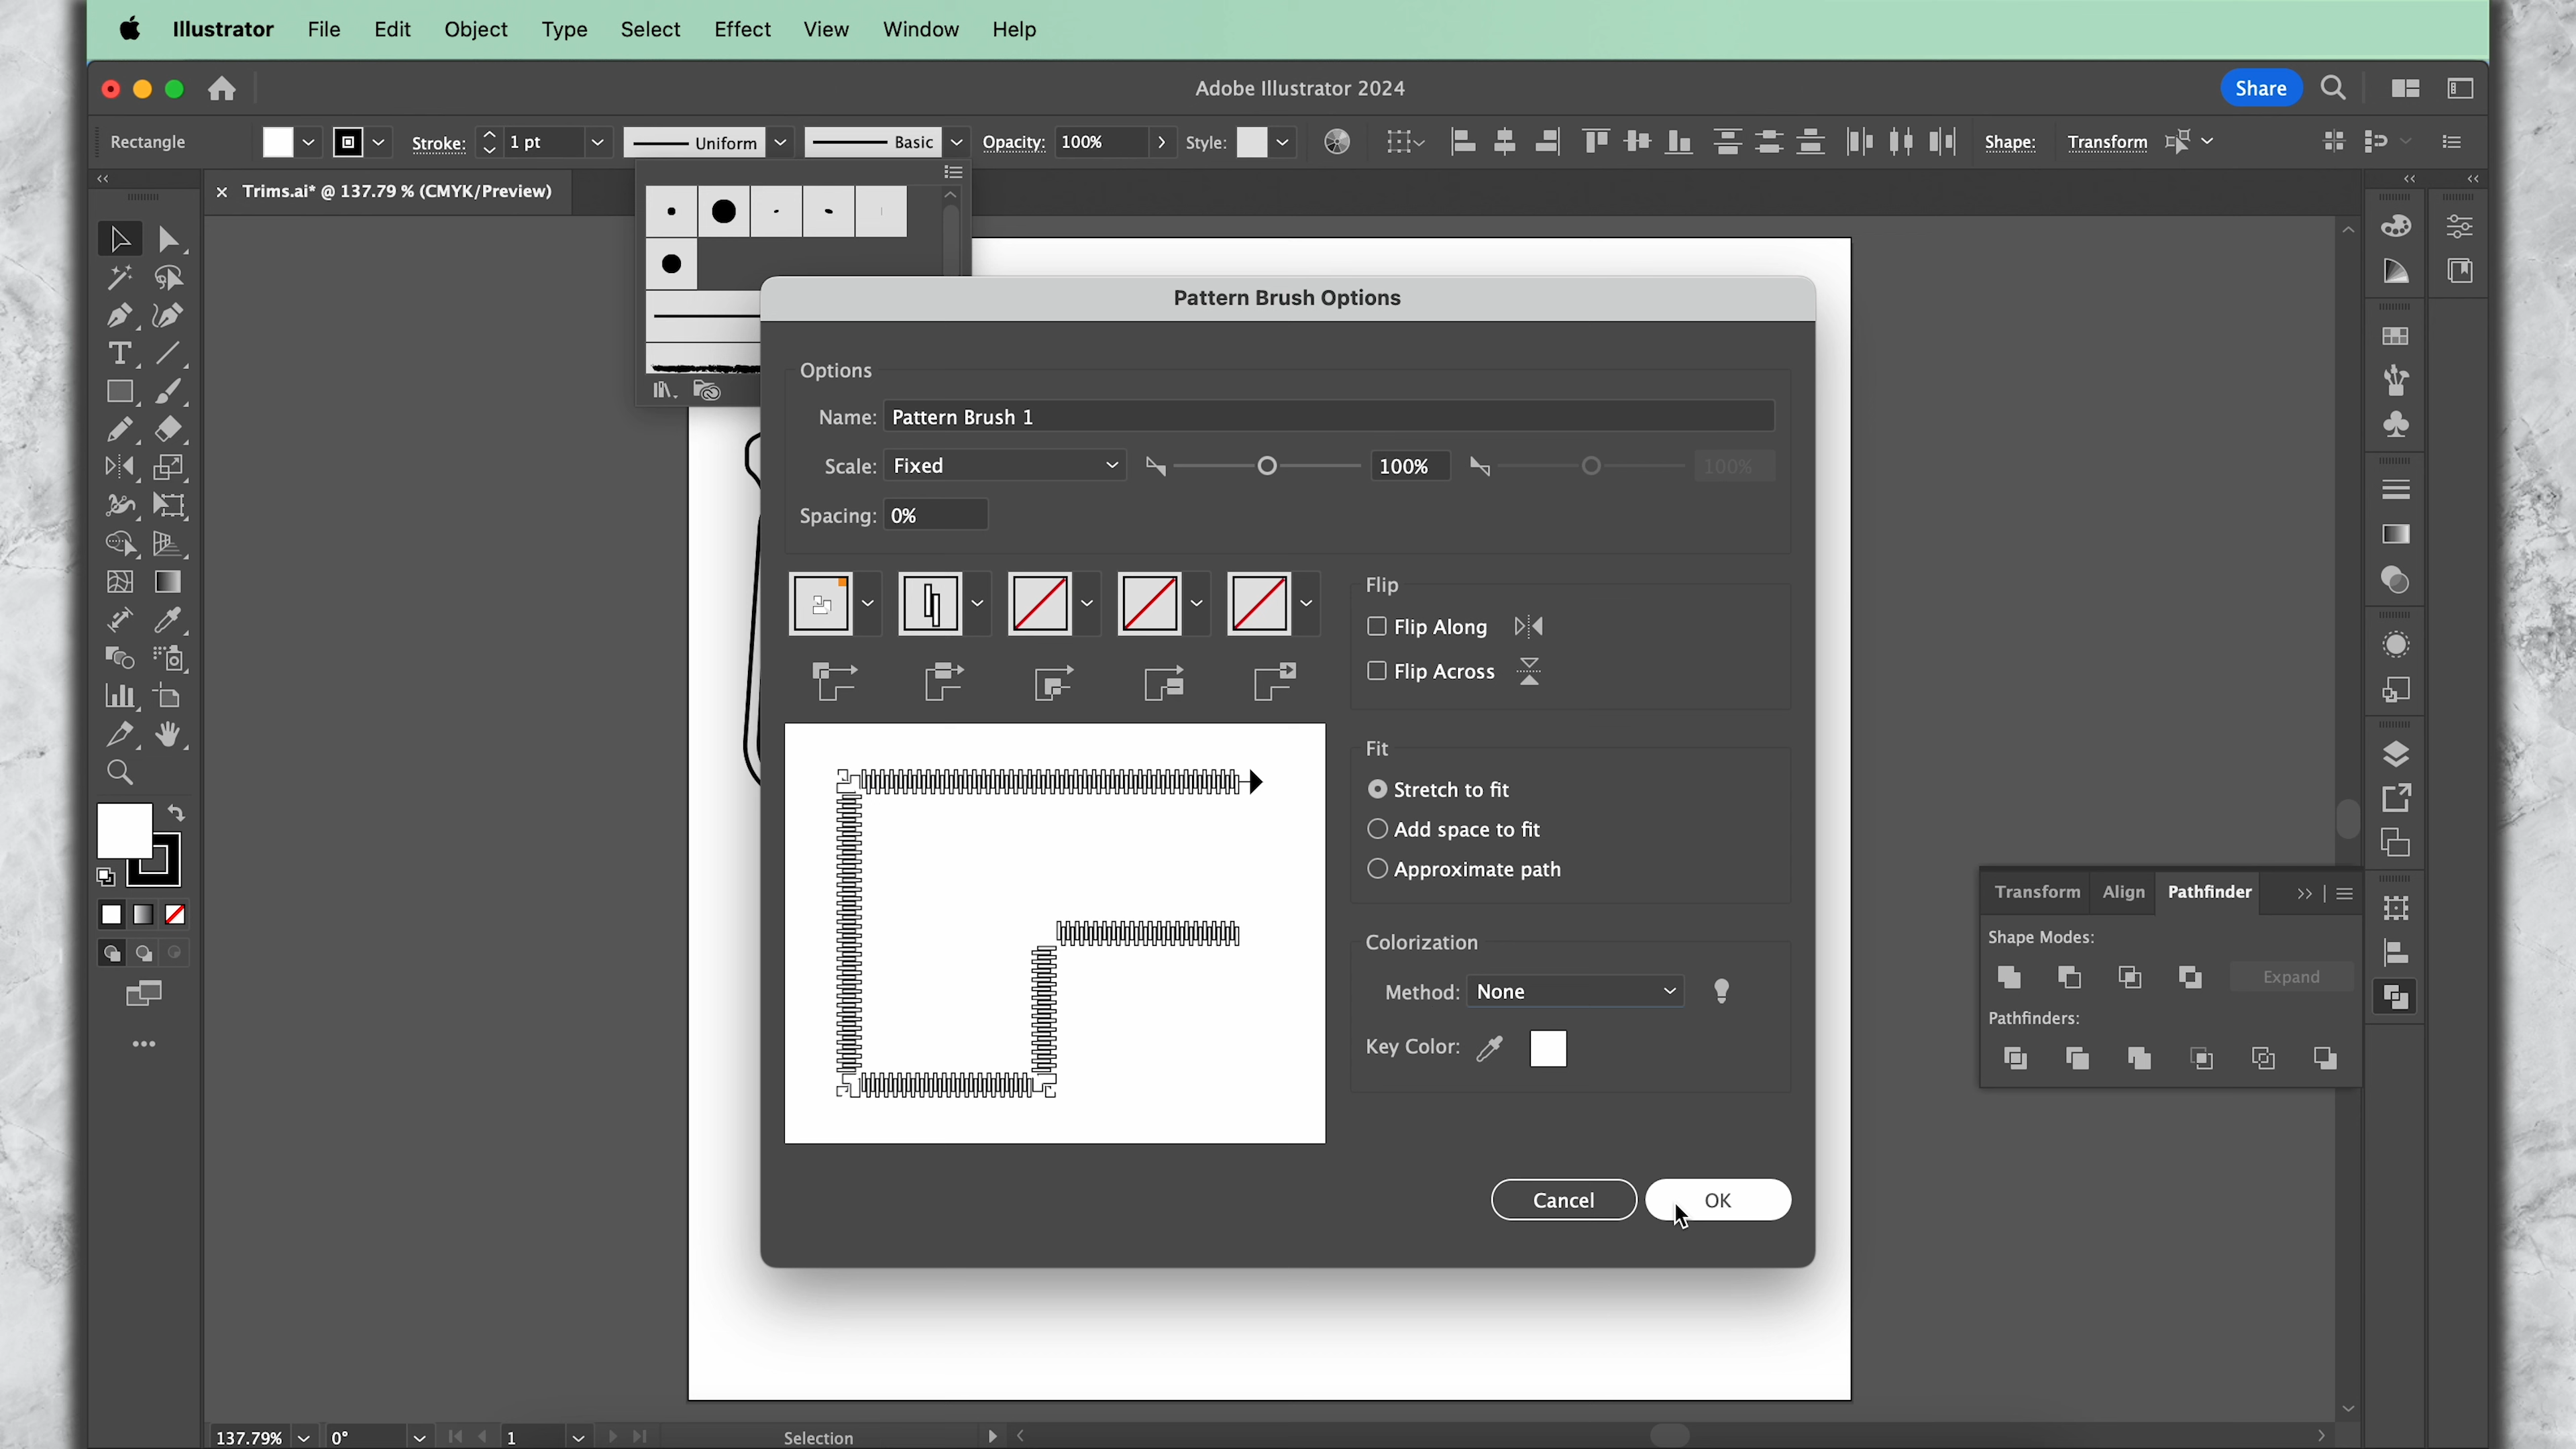 Illustrator File Edit Object Type Select Effect View Window Help
Adobe Illustrator 2024
Share
Rectangle
Stroke: 1 pt
Uniform
Basic
Opacity: 100%
Style:
Shape:
Transform
× Trims.ai* @ 137.79 % (CMYK/Preview)
Pattern Brush Options
Options
Name: Pattern Brush 1
Scale: Fixed
100%
100%
Spacing: 0%
Flip
Flip Along
Flip Across
Fit
Stretch to fit
Add space to fit
Approximate path
Colorization
Method: None
Key Color:
Cancel
OK
Transform Align Pathfinder
Shape Modes:
Expand
Pathfinders:
137.79%
0°
1
Selection